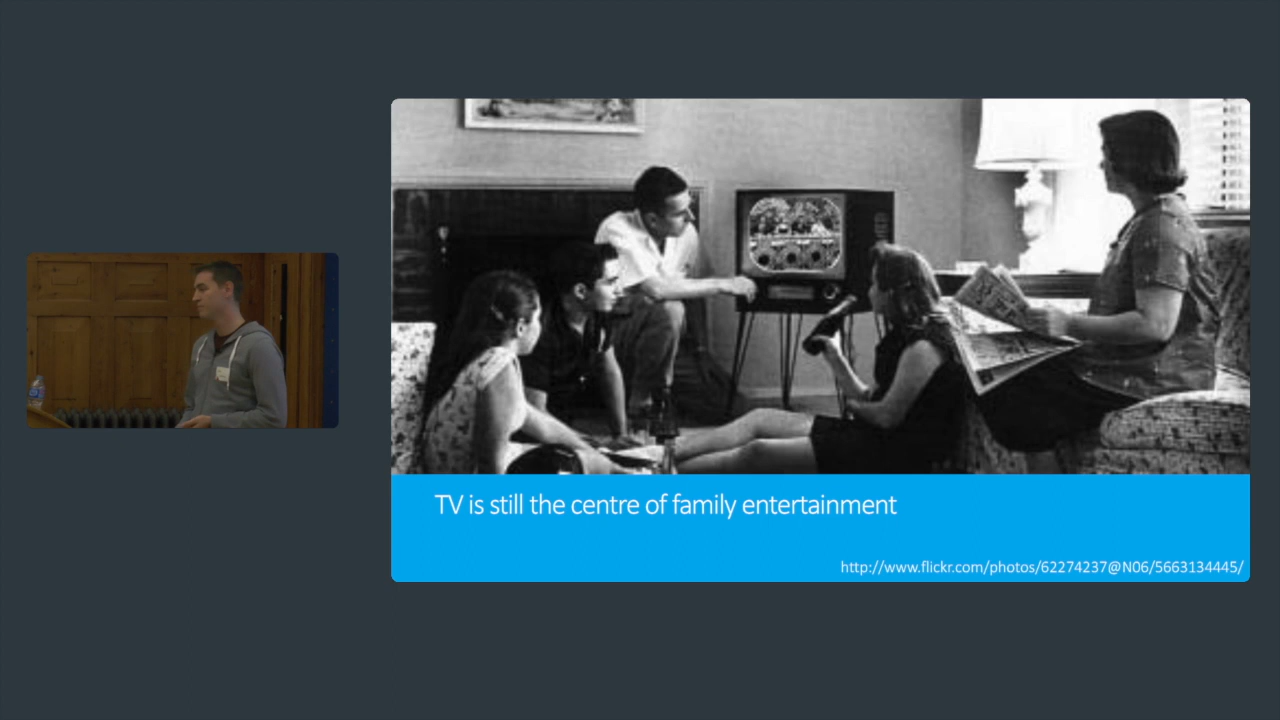 TV is still the centre of family entertainment
http://www.flickr.com/photos/62274237@N06/5663134445/